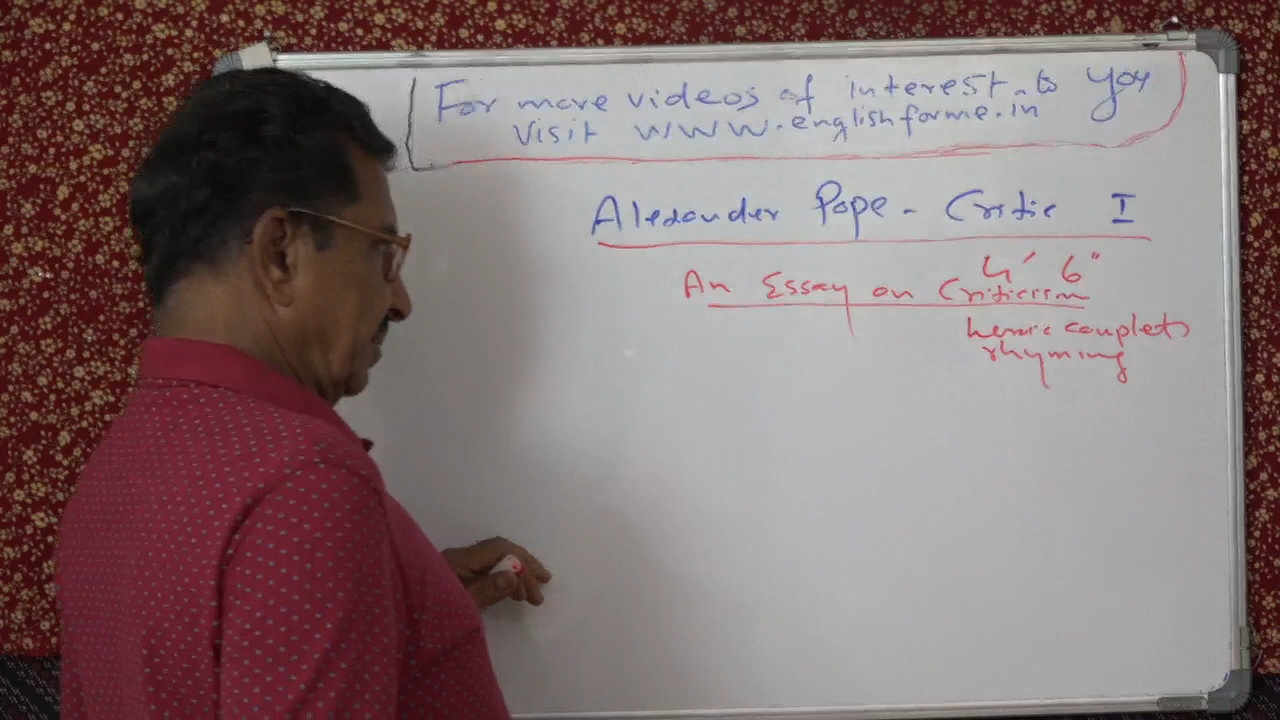 For more videos of interest to you
Visit www.englishforme.in
Alexander Pope - Critic I
4' 6"
An Essay on Criticism
heroic couplets
rhyming